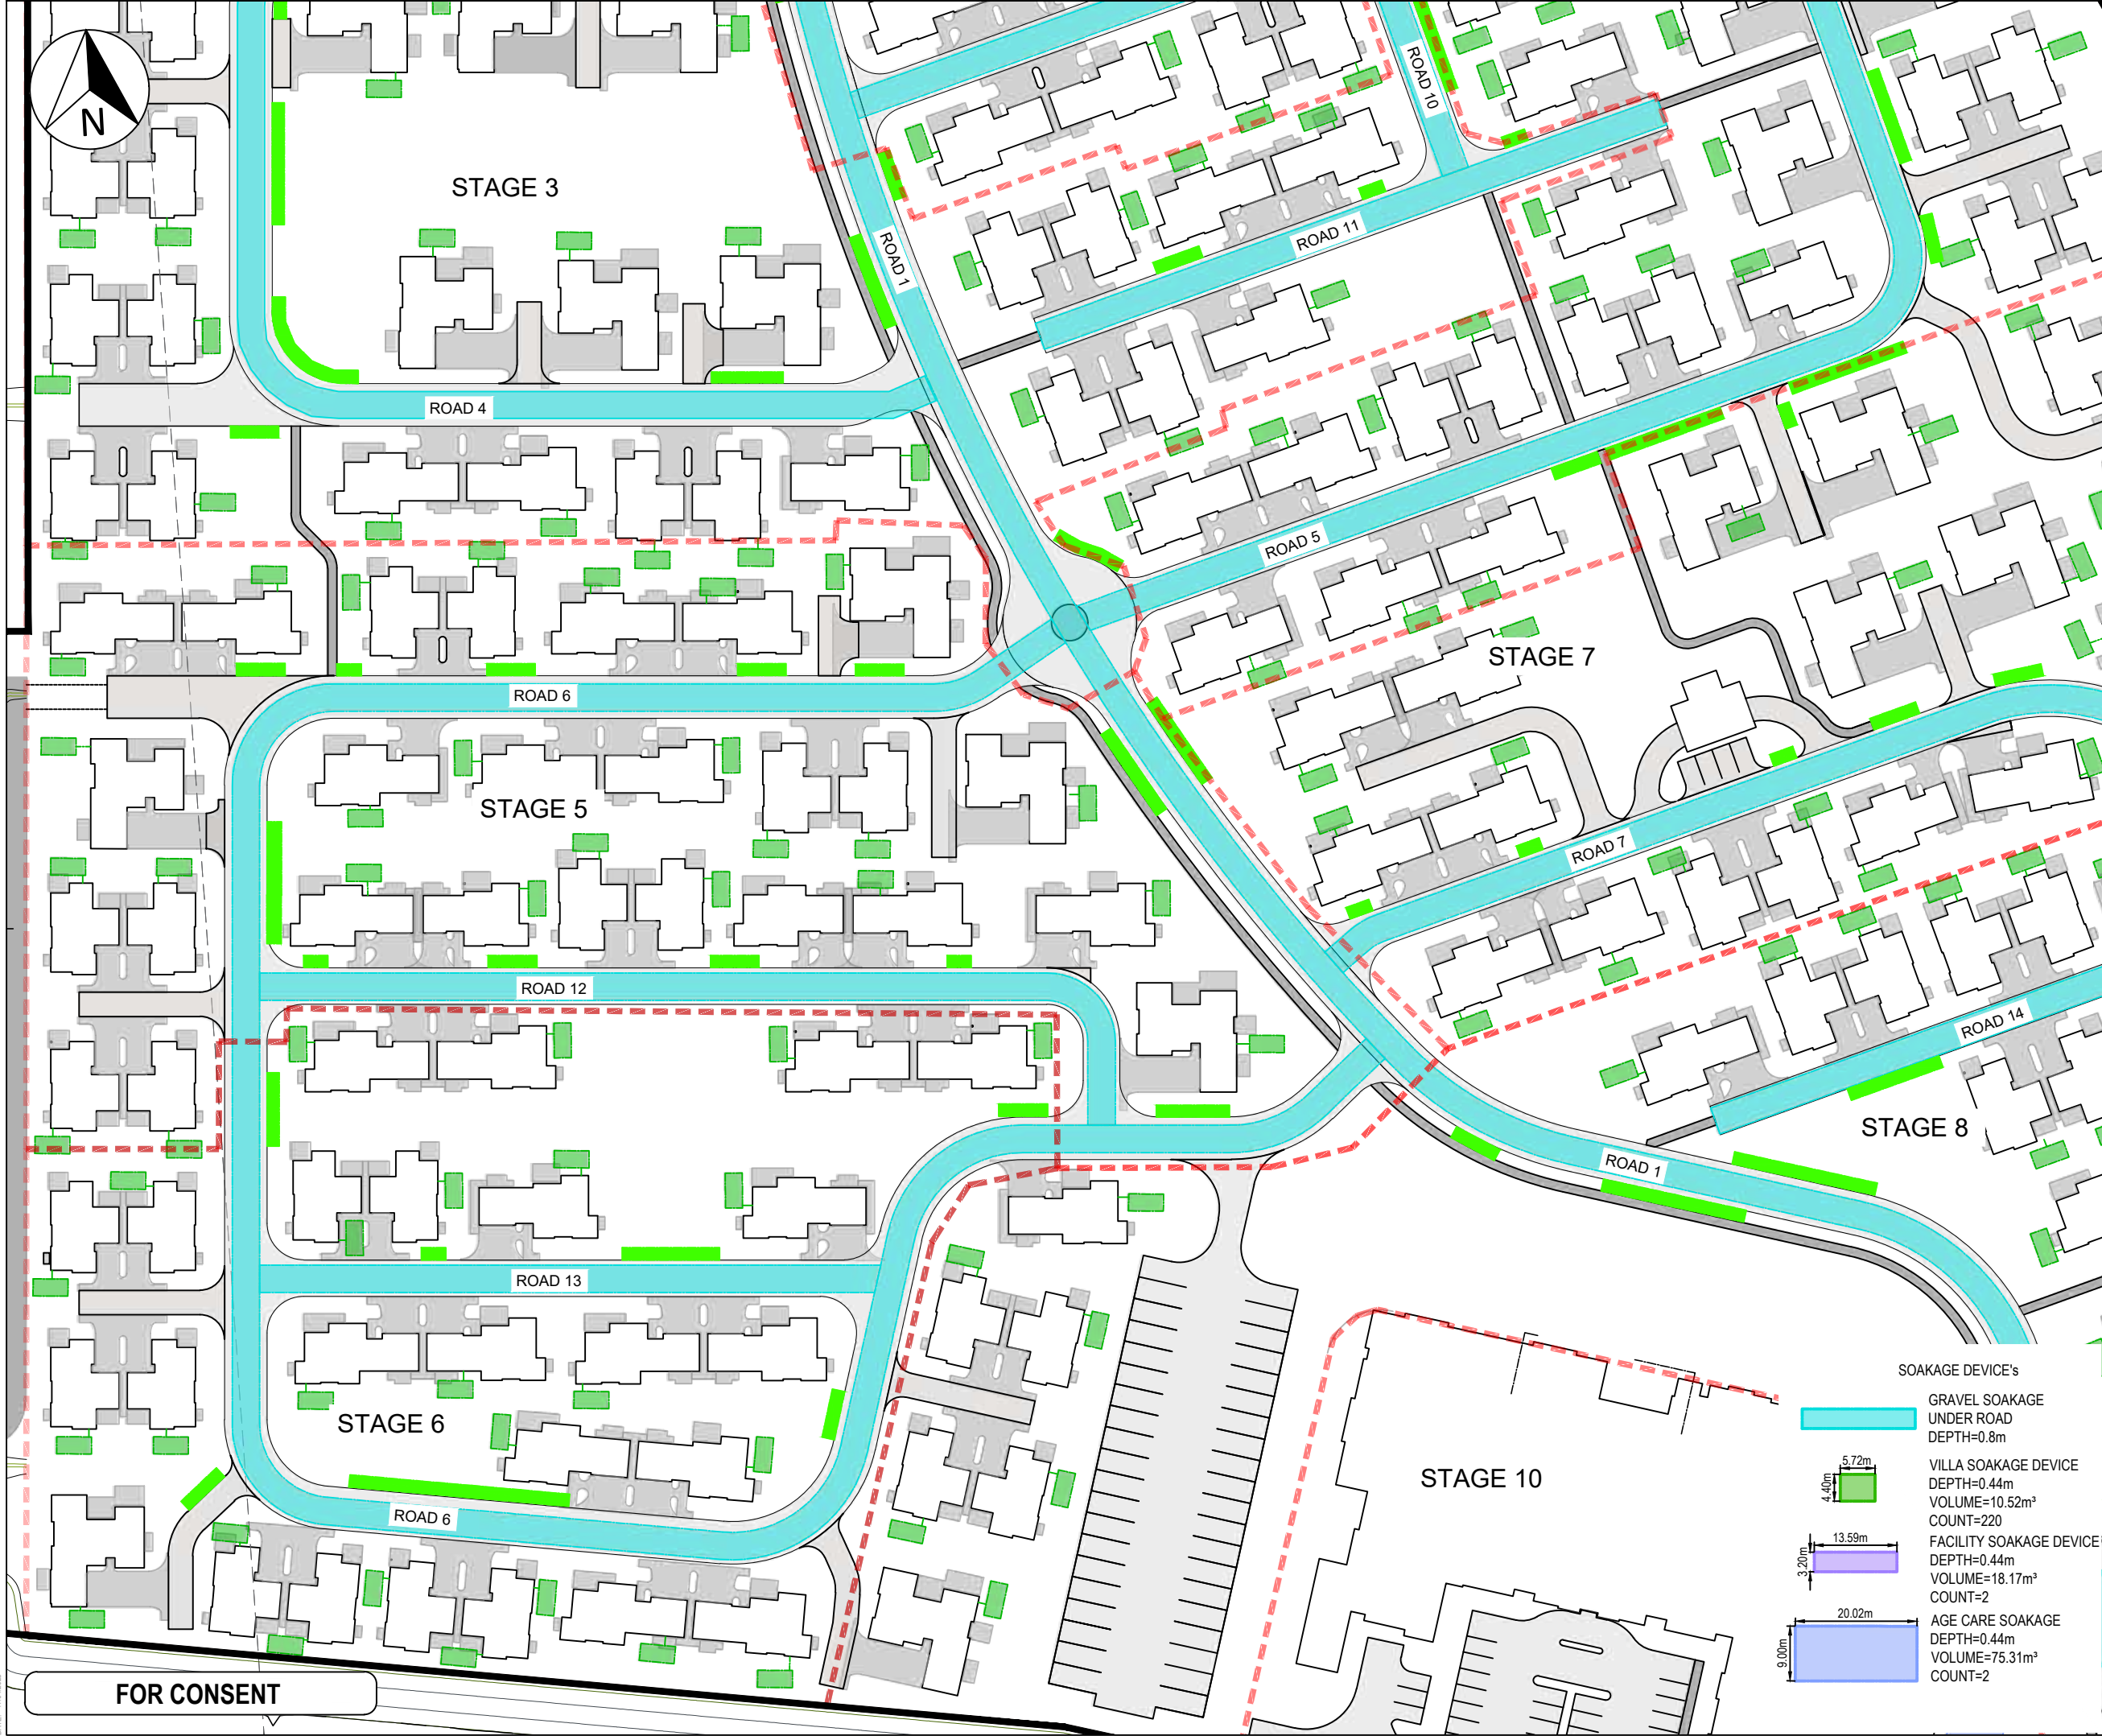 N
STAGE 3
ROAD 10
ROAD 11
ROAD 1
ROAD 4
ROAD 5
STAGE 7
ROAD 6
STAGE 5
ROAD 7
ROAD 12
ROAD 14
STAGE 8
ROAD 1
ROAD 13
STAGE 6
ROAD 6
STAGE 10
SOAKAGE DEVICE's
GRAVEL SOAKAGE
UNDER ROAD
DEPTH=0.8m
5.72m
4.40m
VILLA SOAKAGE DEVICE
DEPTH=0.44m
VOLUME=10.52m³
COUNT=220
13.59m
3.20m
FACILITY SOAKAGE DEVICE
DEPTH=0.44m
VOLUME=18.17m³
COUNT=2
20.02m
9.00m
AGE CARE SOAKAGE
DEPTH=0.44m
VOLUME=75.31m³
COUNT=2
FOR CONSENT